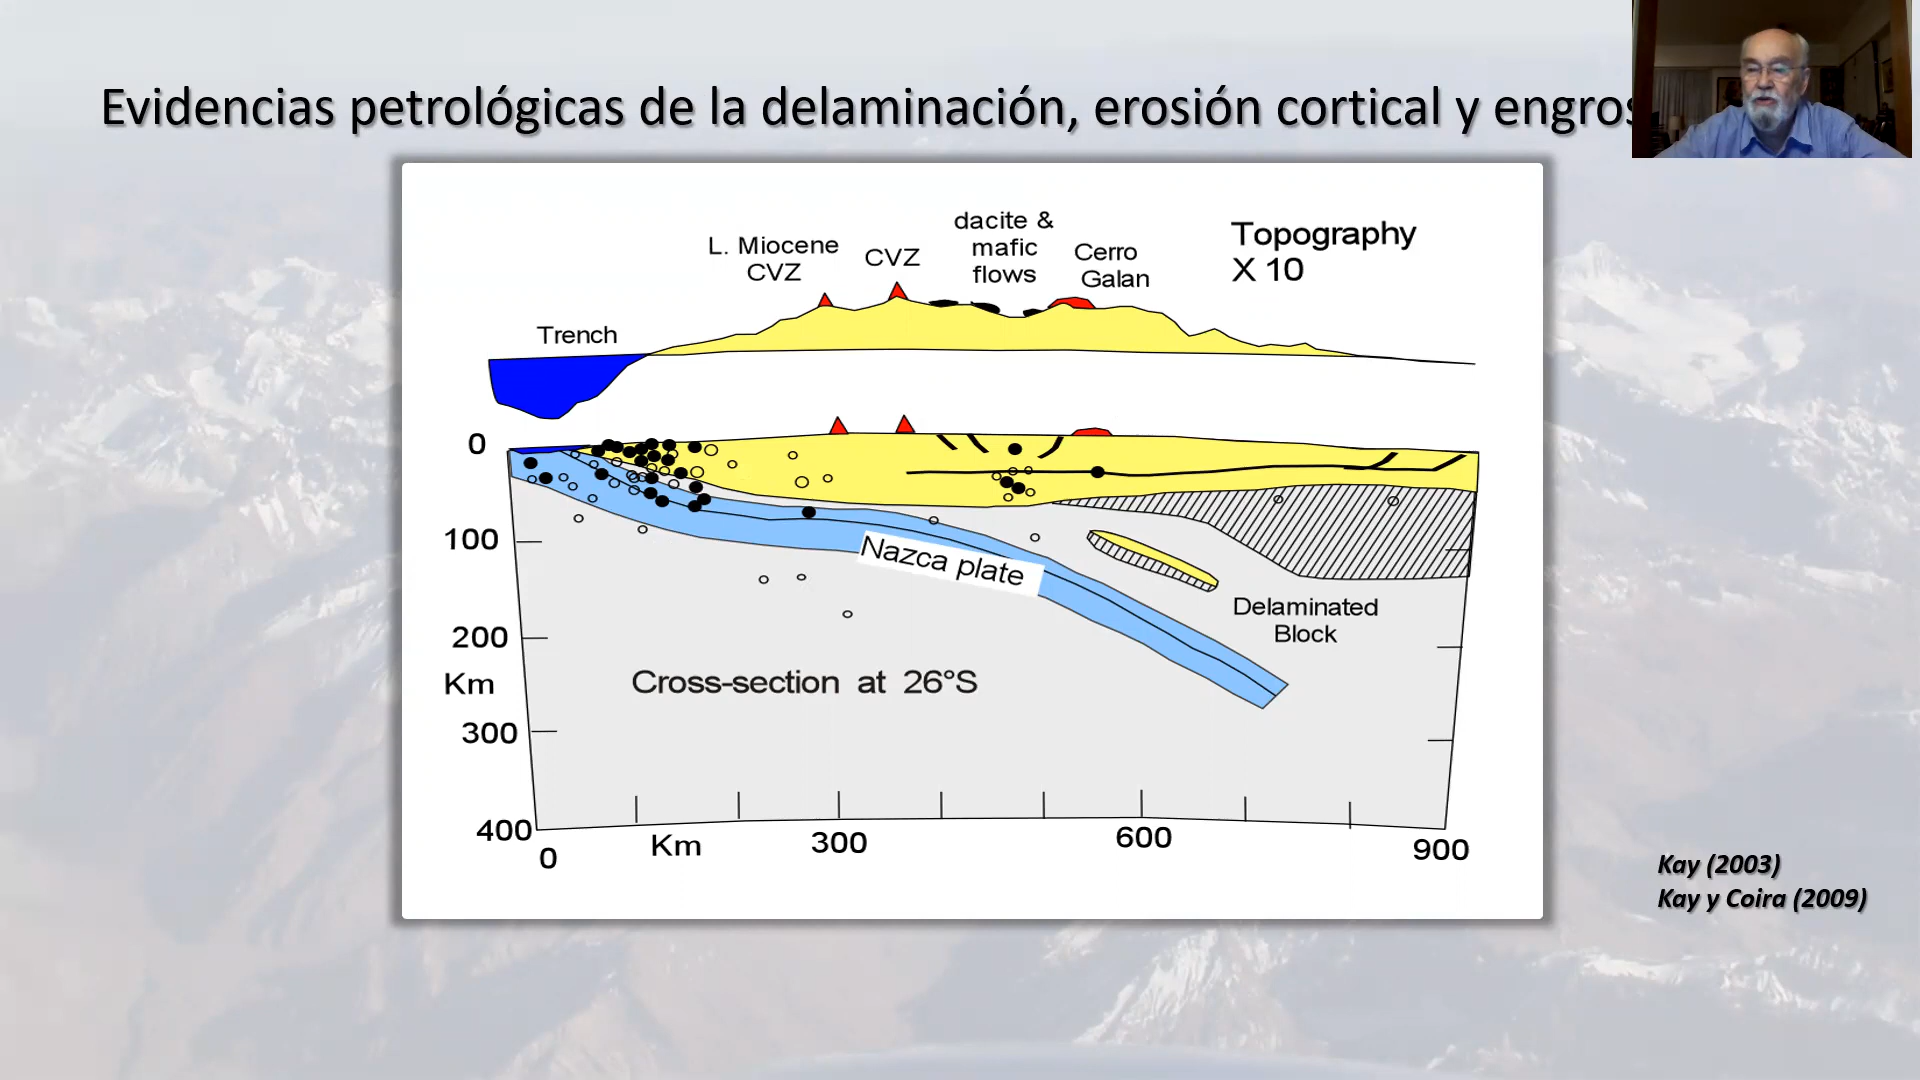 Evidencias petrológicas de la delaminación, erosión cortical y engros
dacite &
mafic
flows
L. Miocene
CVZ
CVZ
Cerro
Galan
Topography
X 10
Trench
0
100
200
Km
300
400
Nazca plate
Delaminated
Block
Cross-section at 26°S
0
Km
300
600
900
Kay (2003)
Kay y Coira (2009)